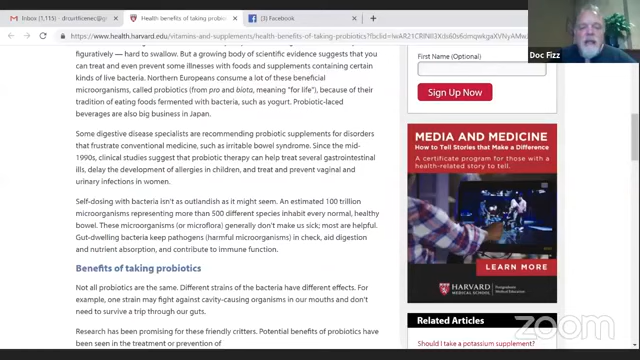 Inbox (1,115) - drcurtficenec@gm
Health benefits of taking probio
(3) Facebook
https://www.health.harvard.edu/vitamins-and-supplements/health-benefits-of-taking-probiotics?
Doc Fizz
figuratively — hard to swallow. But a growing body of scientific evidence suggests that you
can treat and even prevent some illnesses with foods and supplements containing certain
kinds of live bacteria. Northern Europeans consume a lot of these beneficial
microorganisms, called probiotics (from pro and biota, meaning "for life"), because of their
tradition of eating foods fermented with bacteria, such as yogurt. Probiotic-laced
beverages are also big business in Japan.
Some digestive disease specialists are recommending probiotic supplements for disorders
that frustrate conventional medicine, such as irritable bowel syndrome. Since the mid-
1990s, clinical studies suggest that probiotic therapy can help treat several gastrointestinal
ills, delay the development of allergies in children, and treat and prevent vaginal and
urinary infections in women.
Self-dosing with bacteria isn't as outlandish as it might seem. An estimated 100 trillion
microorganisms representing more than 500 different species inhabit every normal, healthy
bowel. These microorganisms (or microflora) generally don't make us sick; most are helpful.
Gut-dwelling bacteria keep pathogens (harmful microorganisms) in check, aid digestion
and nutrient absorption, and contribute to immune function.
Benefits of taking probiotics
Not all probiotics are the same. Different strains of the bacteria have different effects. For
example, one strain may fight against cavity-causing organisms in our mouths and don't
need to survive a trip through our guts.
Research has been promising for these friendly critters. Potential benefits of probiotics have
been seen in the treatment or prevention of
First Name (Optional)
Sign Up Now
MEDIA AND MEDICINE
How to Tell Stories that Make a Difference
A certificate program for those with a
health-related story to tell.
LEARN MORE
HARVARD
MEDICAL SCHOOL
Postgraduate
Medical Education
Related Articles
Should I take a potassium supplement?
zoom